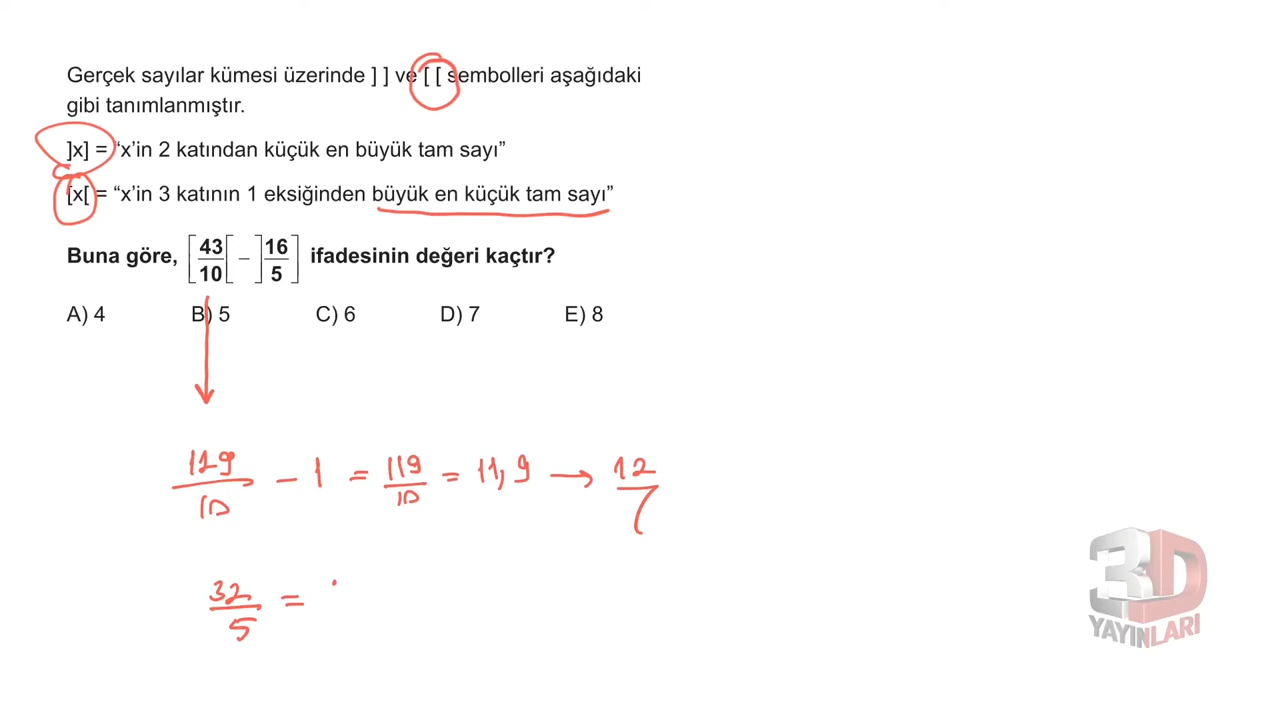 Gerçek sayılar kümesi üzerinde ] ] ve [ [ sembolleri aşağıdaki
gibi tanımlanmıştır.
]x] = “x’in 2 katından küçük en büyük tam sayı”
[x[ = “x’in 3 katının 1 eksiğinden büyük en küçük tam sayı”
Buna göre, [43/10[ − ]16/5] ifadesinin değeri kaçtır?
A) 4 B) 5 C) 6 D) 7 E) 8
129/10 − 1 = 119/10 = 11,9 → 12
32/5 =
3D
YAYINLARI